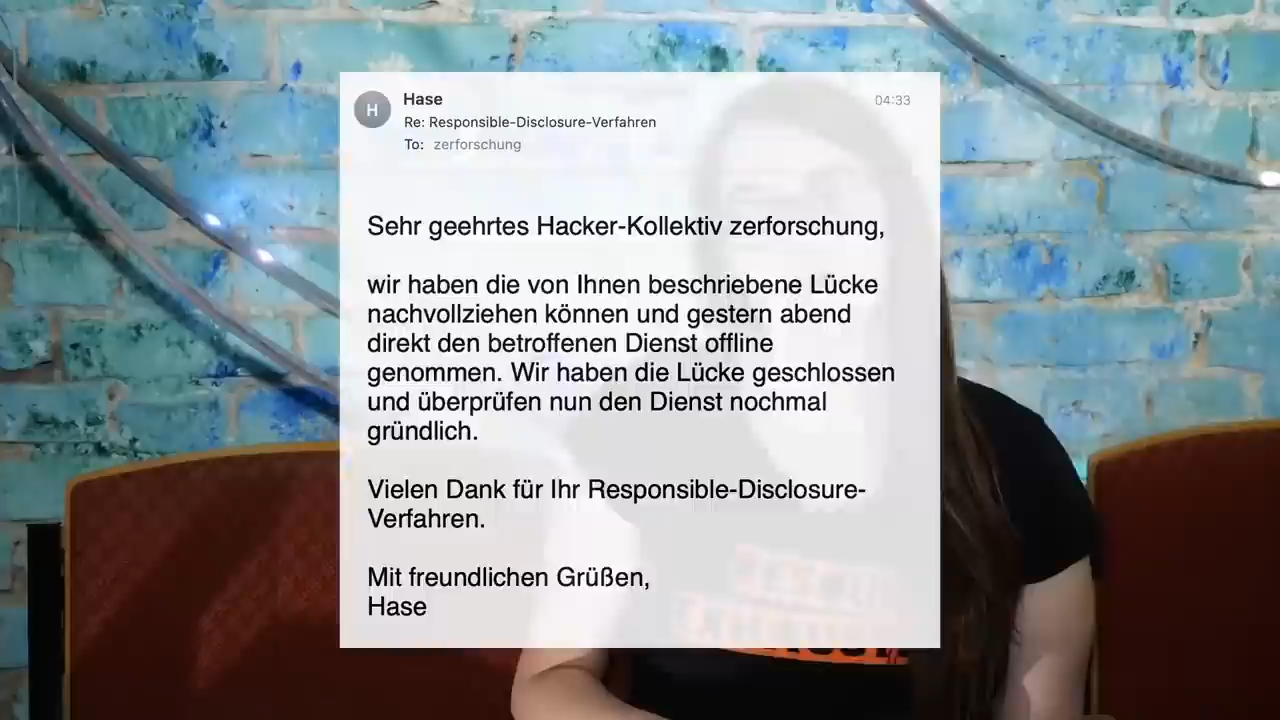 H
Hase
04:33
Re: Responsible-Disclosure-Verfahren
To: zerforschung
Sehr geehrtes Hacker-Kollektiv zerforschung,
wir haben die von Ihnen beschriebene Lücke
nachvollziehen können und gestern abend
direkt den betroffenen Dienst offline
genommen. Wir haben die Lücke geschlossen
und überprüfen nun den Dienst nochmal
gründlich.
Vielen Dank für Ihr Responsible-Disclosure-
Verfahren.
Mit freundlichen Grüßen,
Hase